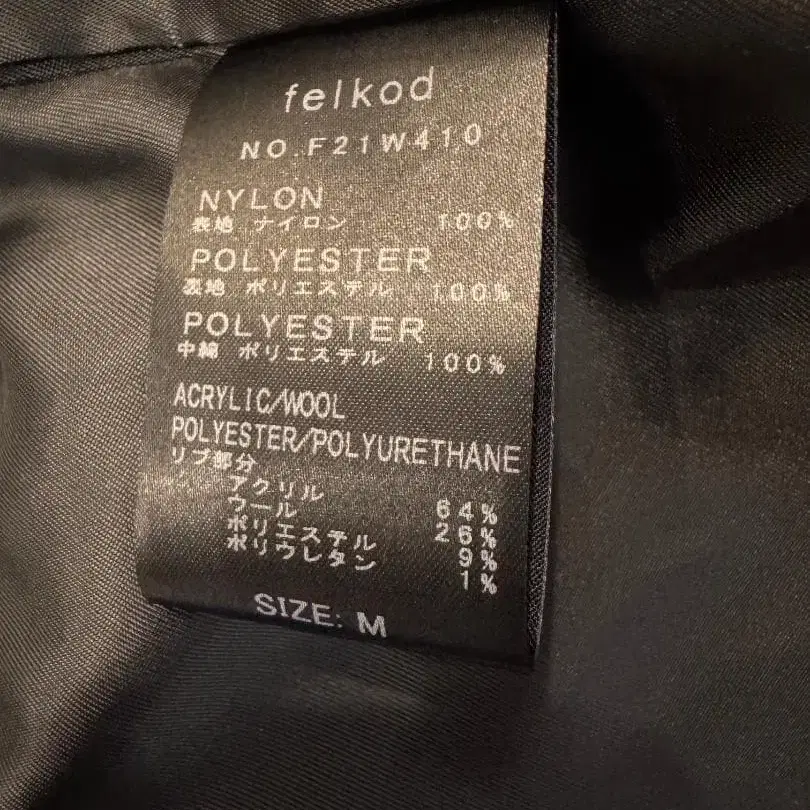 felkod
NO.F21W410
NYLON
表地 ナイロン 100%
POLYESTER
裏地 ポリエステル 100%
POLYESTER
中綿 ポリエステル 100%
ACRYLIC/WOOL
POLYESTER/POLYURETHANE
リブ部分
アクリル 64%
ウール 26%
ポリエステル 9%
ポリウレタン 1%
SIZE: M